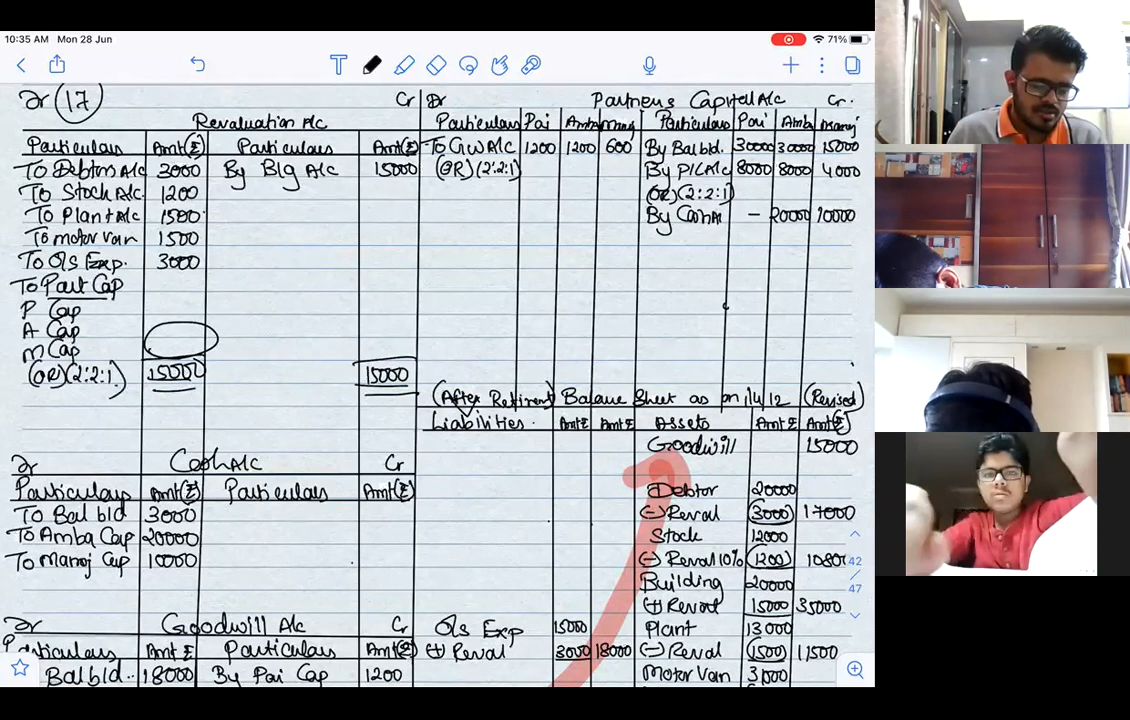 10:35 AM Mon 28 Jun
71%
Dr (17) Cr
Revaluation A/c
Particulars Amt(₹) Particulars Amt(₹)
To Debtors A/c 3000 By Blg A/c 15000
To Stock A/c 1200
To Plant A/c 1500
To Motor Van 1500
To O/s Exp. 3000
To Part Cap
P Cap
A Cap
M Cap
(OR)(2:2:1) 15000 15000
Dr Partners Capital A/c Cr.
Particulars Pai Amba Manoj Particulars Pai Amba Manoj
To G/W A/c 1200 1200 600 By Bal b/d. 30000 30000 15000
(OR)(2:2:1) By P/L A/c 8000 8000 4000
(OR)(2:2:1)
By Cash A/c – 20000 10000
Dr Cash A/c Cr
Particulars Amt(₹) Particulars Amt(₹)
To Bal b/d 3000
To Amba Cap 20000
To Manoj Cap 10000
Dr Goodwill A/c Cr
Particulars Amt ₹ Particulars Amt(₹)
Bal b/d.. 18000 By Pai Cap 1200
(After Retirement) Balance Sheet as on 1/4/12 (Revised)
Liabilities. Amt ₹ Amt ₹ Assets Amt ₹ Amt(₹)
Goodwill 15000
Debtor 20000
(-) Reval (3000) 17000
Stock 12000
(-) Reval 10% (1200) 10800
Building 20000
(+) Reval 15000 35000
O/s Exp 15000 Plant 13000
(+) Reval 3000 18000 (-) Reval (1500) 11500
Motor Van
42
/
47